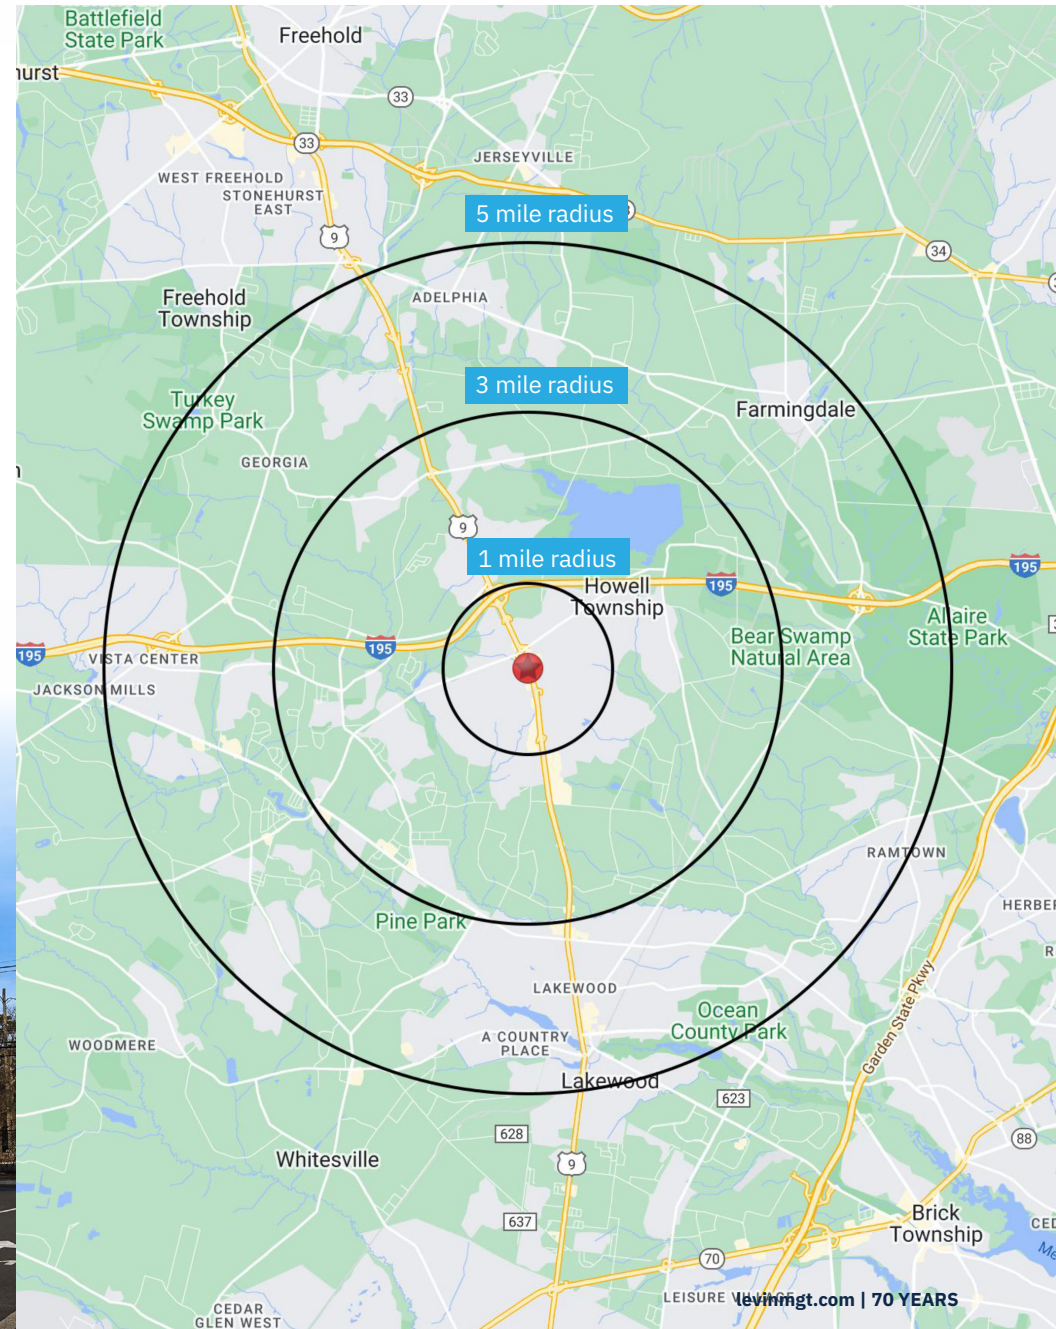 Battlefield
State Park
Freehold
hurst
33
33
JERSEYVILLE
WEST FREEHOLD
STONEHURST
EAST
5 mile radius
9
34
Freehold
Township
ADELPHIA
3 mile radius
Turkey
Swamp Park
Farmingdale
GEORGIA
9
1 mile radius
195
Howell
Township
195
Allaire
State Park
Bear Swamp
Natural Area
195
195
VISTA CENTER
JACKSON MILLS
RAMTOWN
HERBER
Pine Park
Garden State Pkwy
LAKEWOOD
Ocean
County Park
A COUNTRY
PLACE
WOODMERE
Lakewood
623
628
88
Whitesville
9
637
Brick
Township
CED
Me
70
LEISURE VILLAGE
levinmgt.com | 70 YEARS
CEDAR
GLEN WEST